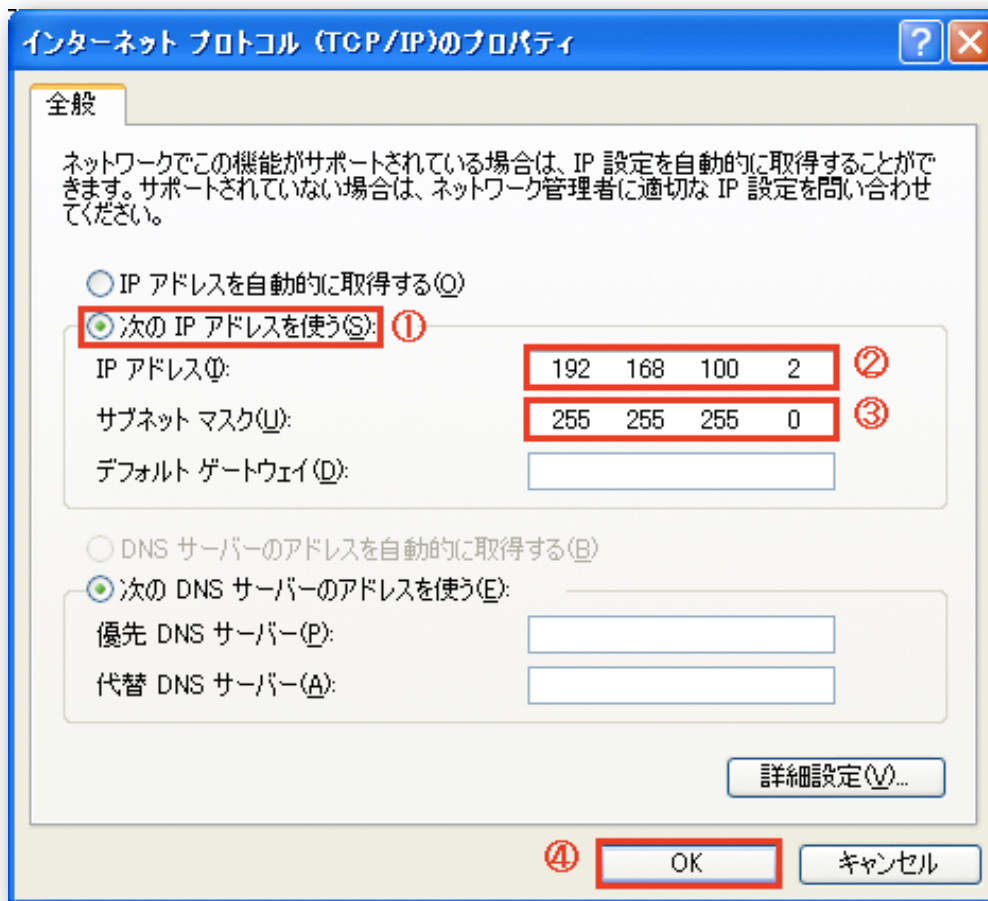 インターネット プロトコル (TCP/IP)のプロパティ
全般
ネットワークでこの機能がサポートされている場合は、IP 設定を自動的に取得することがで
きます。サポートされていない場合は、ネットワーク管理者に適切な IP 設定を問い合わせ
てください。
IP アドレスを自動的に取得する(O)
次の IP アドレスを使う(S): ①
IP アドレス(I): 192 168 100 2 ②
サブネット マスク(U): 255 255 255 0 ③
デフォルト ゲートウェイ(D):
DNS サーバーのアドレスを自動的に取得する(B)
次の DNS サーバーのアドレスを使う(E):
優先 DNS サーバー(P):
代替 DNS サーバー(A):
詳細設定(V)...
④ OK キャンセル